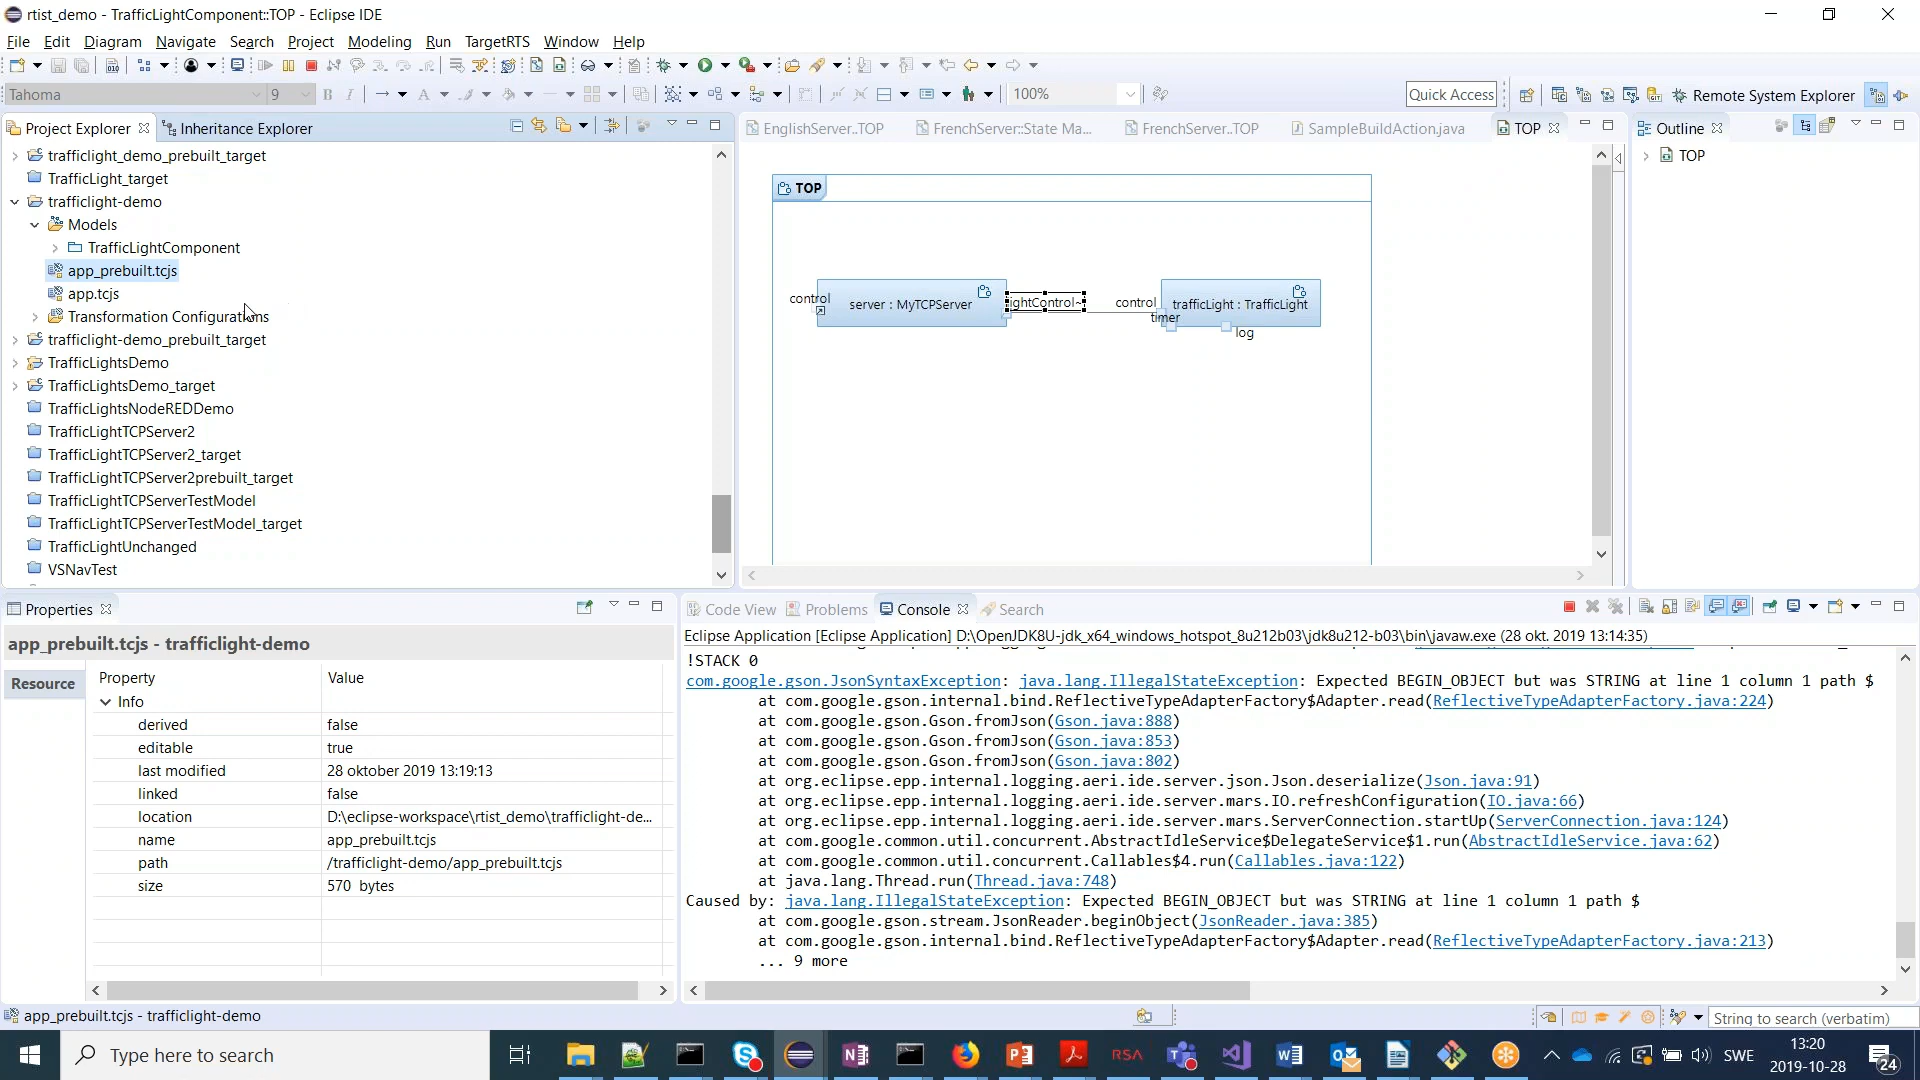 rtist_demo - TrafficLightComponent::TOP - Eclipse IDE
File Edit Diagram Navigate Search Project Modeling Run TargetRTS Window Help
Tahoma 9 B I A 100% Quick Access Remote System Explorer
Project Explorer Inheritance Explorer
trafficlight_demo_prebuilt_target
TrafficLight_target
trafficlight-demo
Models
TrafficLightComponent
app_prebuilt.tcjs
app.tcjs
Transformation Configurations
trafficlight-demo_prebuilt_target
TrafficLightsDemo
TrafficLightsDemo_target
TrafficLightsNodeREDDemo
TrafficLightTCPServer2
TrafficLightTCPServer2_target
TrafficLightTCPServer2prebuilt_target
TrafficLightTCPServerTestModel
TrafficLightTCPServerTestModel_target
TrafficLightUnchanged
VSNavTest
EnglishServer..TOP FrenchServer::State Ma... FrenchServer..TOP SampleBuildAction.java TOP
TOP
control
server : MyTCPServer
ightControl~
control
timer
trafficLight : TrafficLight
log
Outline
TOP
Properties
app_prebuilt.tcjs - trafficlight-demo
Resource
Property Value
Info
derived false
editable true
last modified 28 oktober 2019 13:19:13
linked false
location D:\eclipse-workspace\rtist_demo\trafficlight-de...
name app_prebuilt.tcjs
path /trafficlight-demo/app_prebuilt.tcjs
size 570 bytes
Code View Problems Console Search
Eclipse Application [Eclipse Application] D:\OpenJDK8U-jdk_x64_windows_hotspot_8u212b03\jdk8u212-b03\bin\javaw.exe (28 okt. 2019 13:14:35)
!STACK 0
com.google.gson.JsonSyntaxException: java.lang.IllegalStateException: Expected BEGIN_OBJECT but was STRING at line 1 column 1 path $
at com.google.gson.internal.bind.ReflectiveTypeAdapterFactory$Adapter.read(ReflectiveTypeAdapterFactory.java:224)
at com.google.gson.Gson.fromJson(Gson.java:888)
at com.google.gson.Gson.fromJson(Gson.java:853)
at com.google.gson.Gson.fromJson(Gson.java:802)
at org.eclipse.epp.internal.logging.aeri.ide.server.json.Json.deserialize(Json.java:91)
at org.eclipse.epp.internal.logging.aeri.ide.server.mars.IO.refreshConfiguration(IO.java:66)
at org.eclipse.epp.internal.logging.aeri.ide.server.mars.ServerConnection.startUp(ServerConnection.java:124)
at com.google.common.util.concurrent.AbstractIdleService$DelegateService$1.run(AbstractIdleService.java:62)
at com.google.common.util.concurrent.Callables$4.run(Callables.java:122)
at java.lang.Thread.run(Thread.java:748)
Caused by: java.lang.IllegalStateException: Expected BEGIN_OBJECT but was STRING at line 1 column 1 path $
at com.google.gson.stream.JsonReader.beginObject(JsonReader.java:385)
at com.google.gson.internal.bind.ReflectiveTypeAdapterFactory$Adapter.read(ReflectiveTypeAdapterFactory.java:213)
... 9 more
app_prebuilt.tcjs - trafficlight-demo
String to search (verbatim)
Type here to search
RSA
SWE
13:20
2019-10-28
24